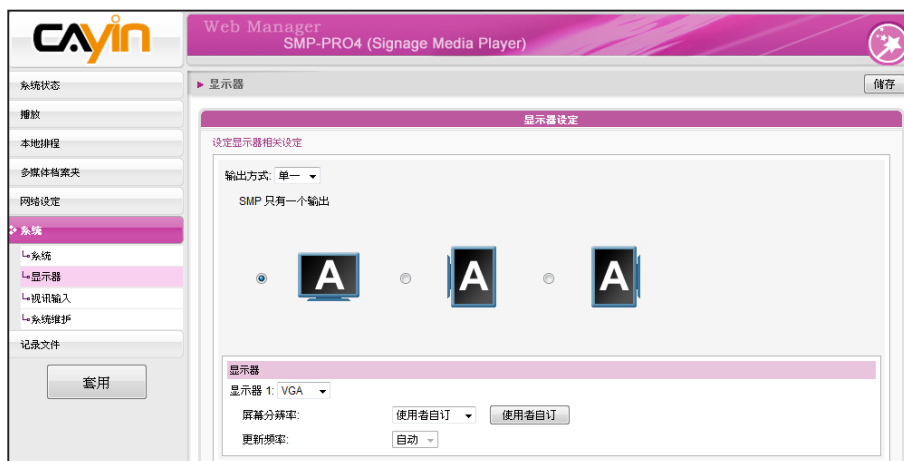 CAYIN
Web Manager
SMP-PRO4 (Signage Media Player)
系统状态
播放
本地排程
多媒体档案夹
网络设定
系统
系统
显示器
视讯输入
系统维护
记录文件
套用
显示器
储存
显示器设定
设定显示器相关设定
输出方式: 单一
SMP 只有一个输出
A
A
A
显示器
显示器 1: VGA
屏幕分辨率: 使用者自订 使用者自订
更新频率: 自动